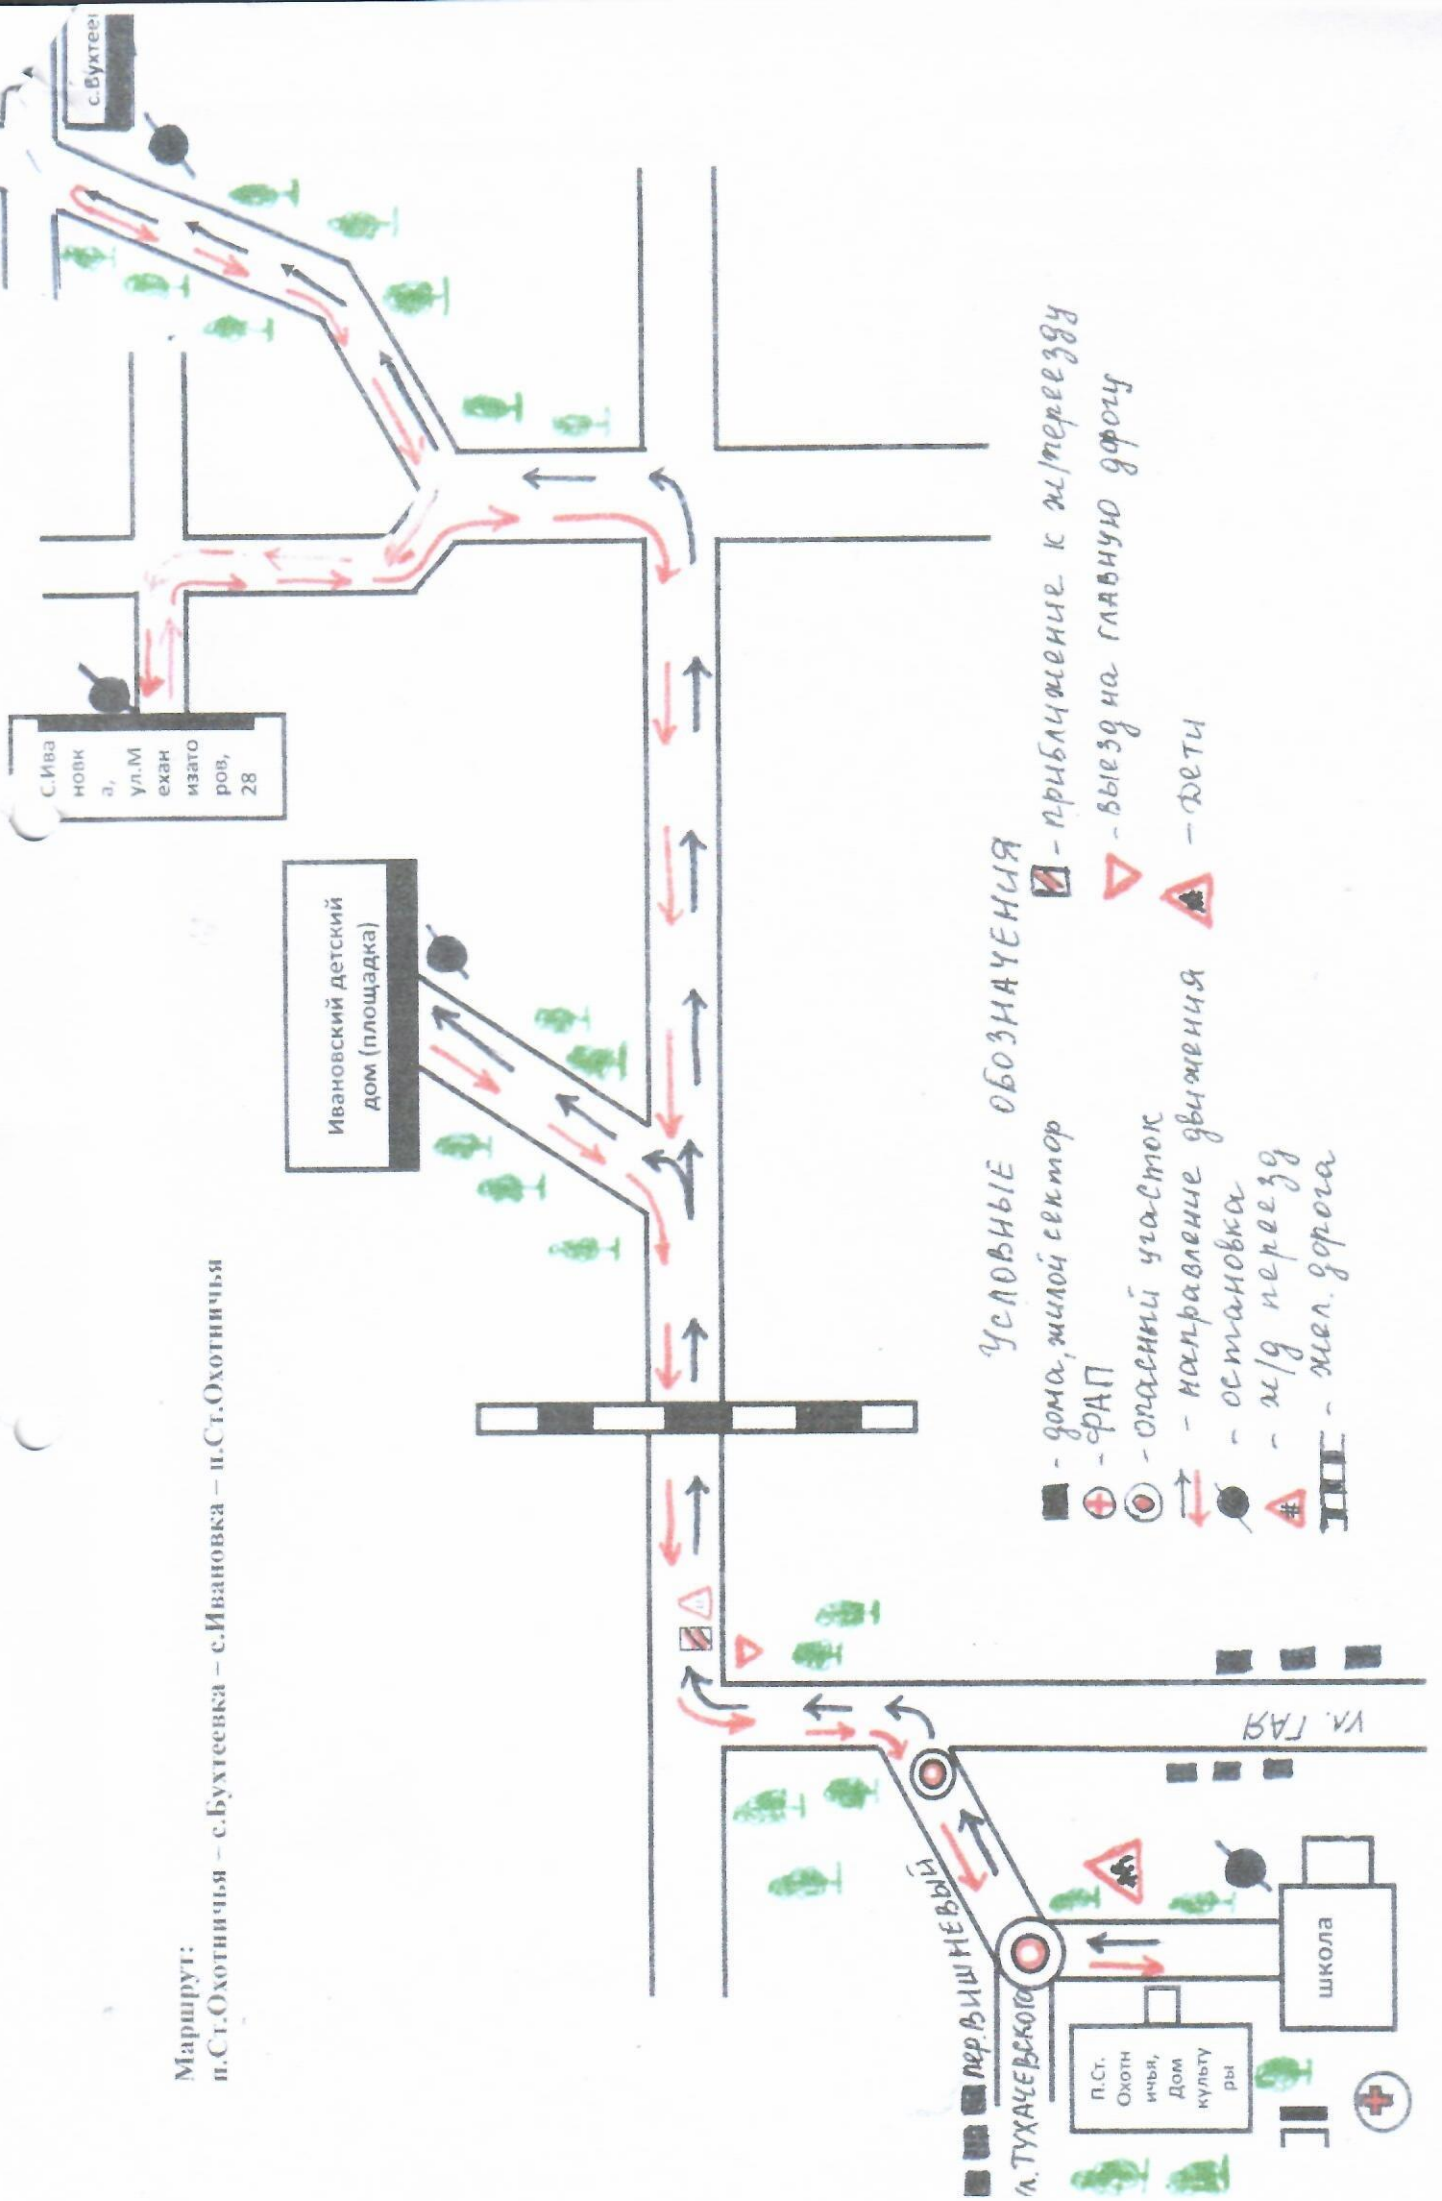 Маршрут:
п.Ст.Охотничья – с.Бухтеевка – с.Ивановка – п.Ст.Охотничья
с.Бухтеев
С.Ива
новк
а,
ул.М
ехан
изато
ров,
28
Ивановский детский
дом (площадка)
пер.ВИШНЕВЫЙ
л.ТУХАЧЕВСКОГО
П.Ст.
Охотн
ичья,
Дом
культу
ры
школа
ул. ГАЯ
УСЛОВНЫЕ ОБОЗНАЧЕНИЯ
- дома, жилой сектор
- ФАП
- опасный участок
- направление движения
- остановка
- ж/д переезд
- жел. дорога
- приближение к ж/переезду
- выезд на главную дорогу
- дети